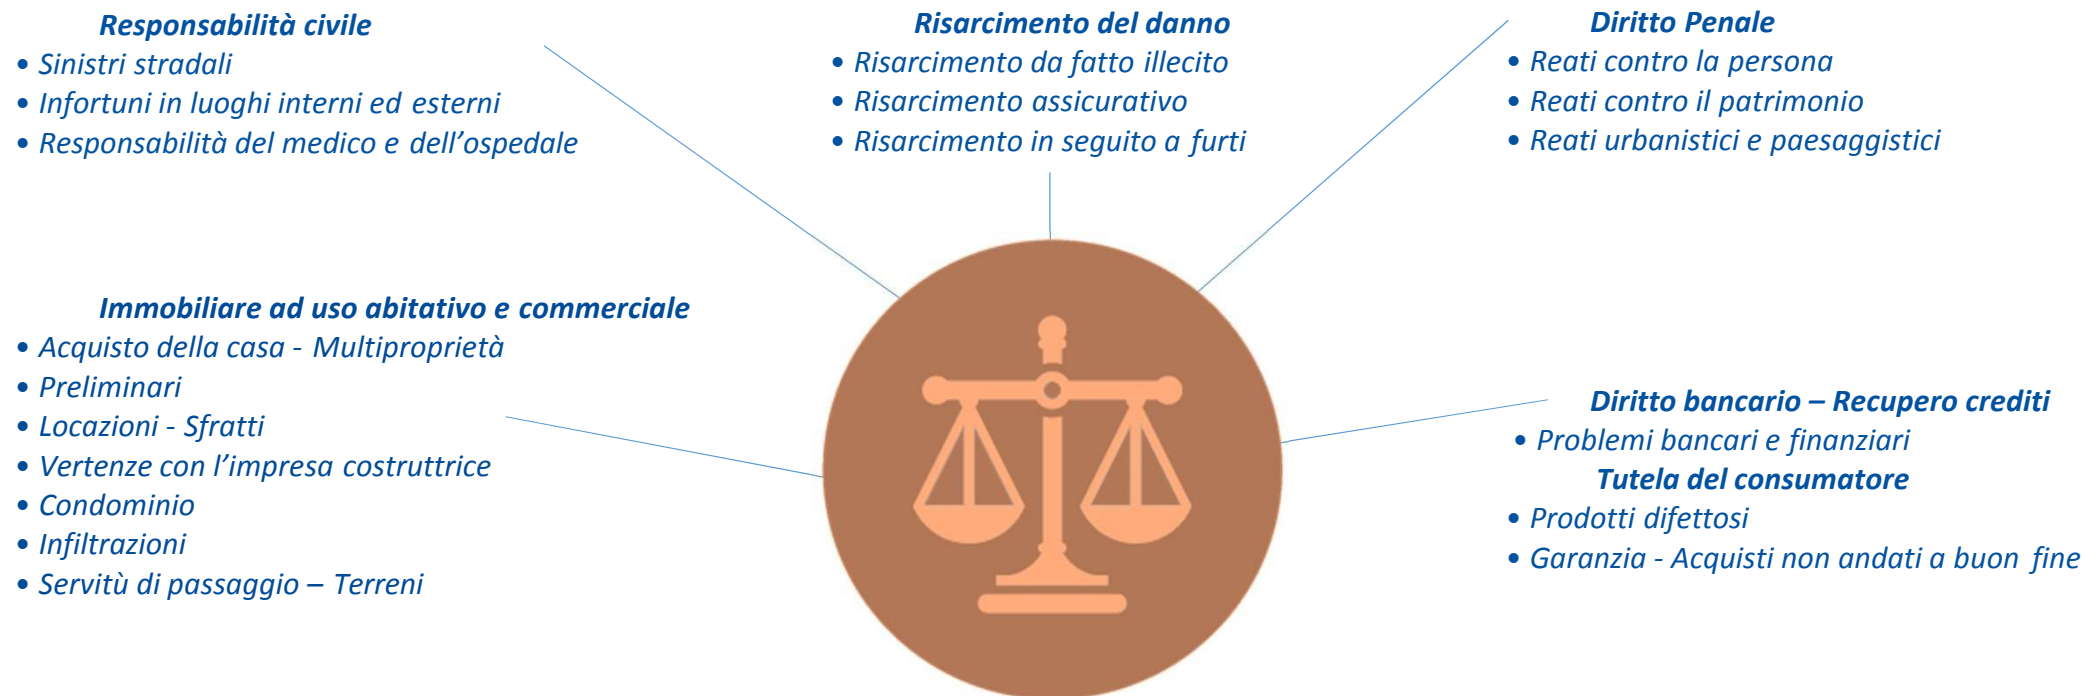 Responsabilità civile
• Sinistri stradali
• Infortuni in luoghi interni ed esterni
• Responsabilità del medico e dell’ospedale
Risarcimento del danno
• Risarcimento da fatto illecito
• Risarcimento assicurativo
• Risarcimento in seguito a furti
Diritto Penale
• Reati contro la persona
• Reati contro il patrimonio
• Reati urbanistici e paesaggistici
Immobiliare ad uso abitativo e commerciale
• Acquisto della casa - Multiproprietà
• Preliminari
• Locazioni - Sfratti
• Vertenze con l’impresa costruttrice
• Condominio
• Infiltrazioni
• Servitù di passaggio – Terreni
Diritto bancario – Recupero crediti
• Problemi bancari e finanziari
Tutela del consumatore
• Prodotti difettosi
• Garanzia - Acquisti non andati a buon fine